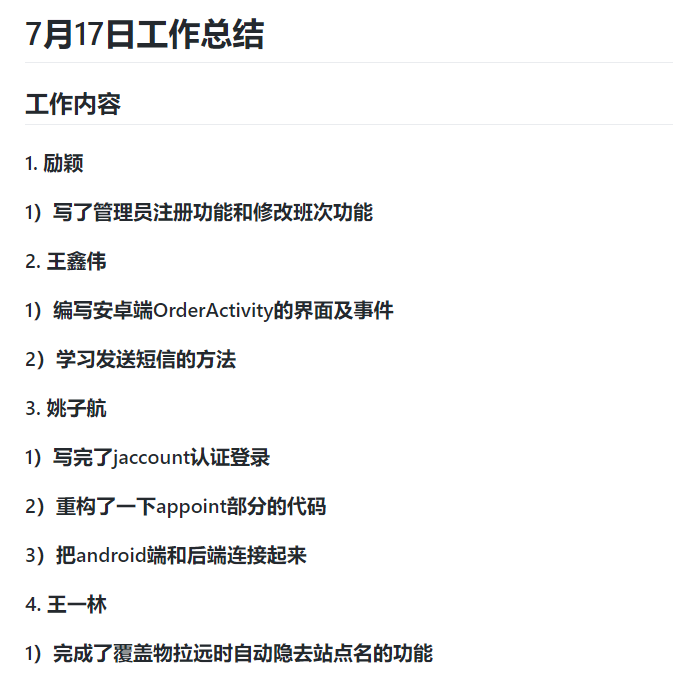 7月17日工作总结
工作内容
1. 励颖
1）写了管理员注册功能和修改班次功能
2. 王鑫伟
1）编写安卓端OrderActivity的界面及事件
2）学习发送短信的方法
3. 姚子航
1）写完了jaccount认证登录
2）重构了一下appoint部分的代码
3）把android端和后端连接起来
4. 王一林
1）完成了覆盖物拉远时自动隐去站点名的功能